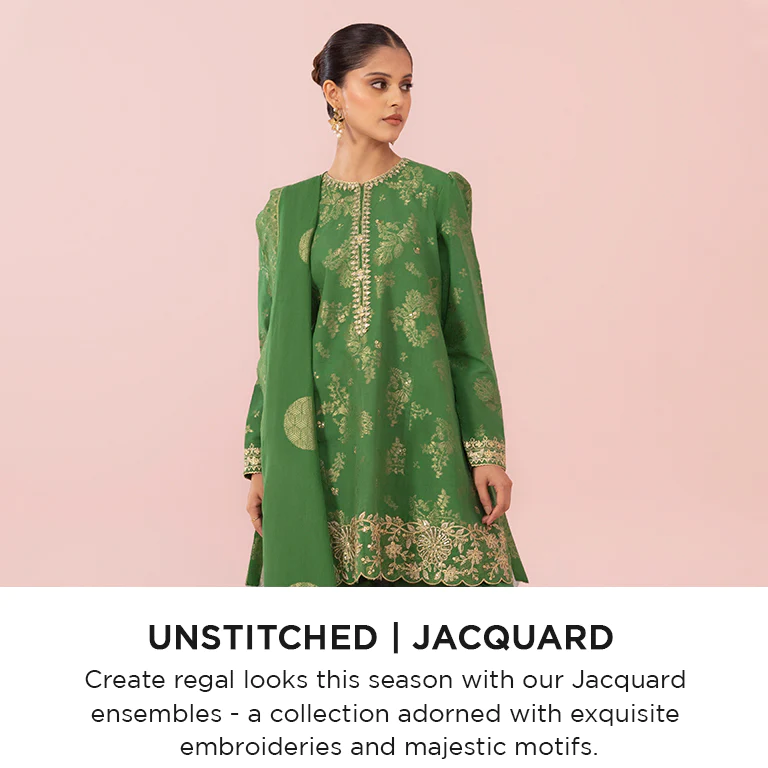 UNSTITCHED | JACQUARD
Create regal looks this season with our Jacquard
ensembles - a collection adorned with exquisite
embroideries and majestic motifs.